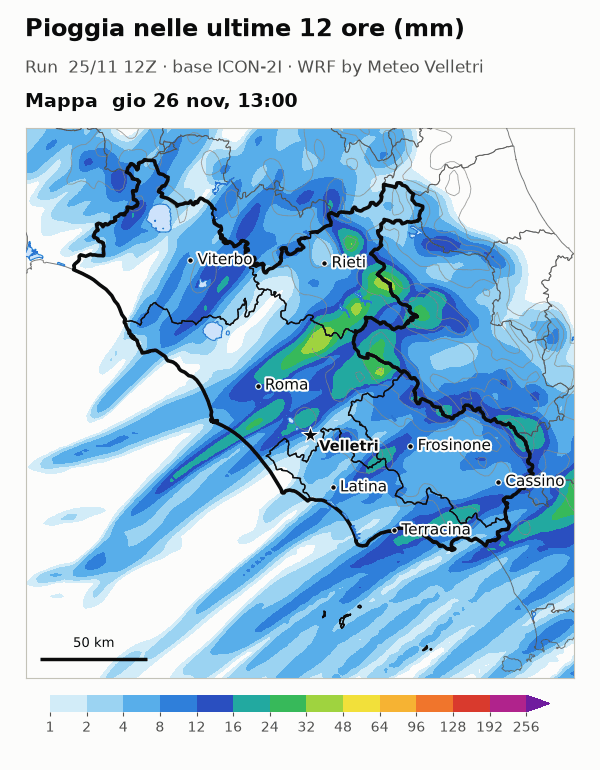 Pioggia nelle ultime 12 ore (mm)
Run  25/11 12Z · base ICON-2I · WRF by Meteo Velletri
Mappa  gio 26 nov, 13:00
Viterbo
Rieti
Roma
Velletri
Frosinone
Cassino
Latina
Terracina
50 km
1 2 4 8 12 16 24 32 48 64 96 128 192 256